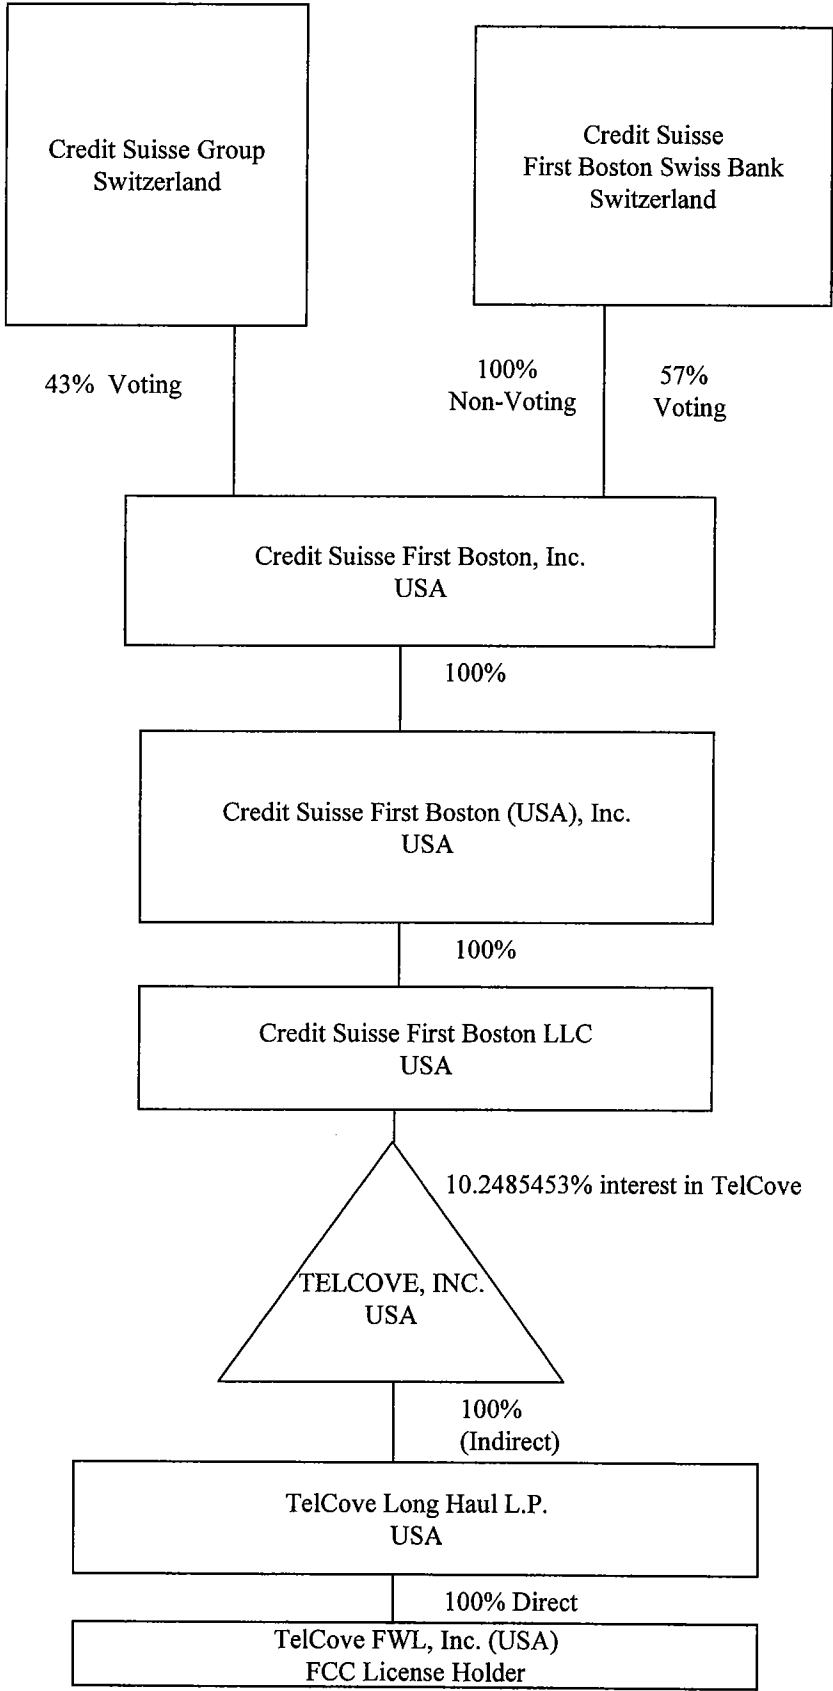 Credit Suisse Group
Switzerland
Credit Suisse
First Boston Swiss Bank
Switzerland
43% Voting
100%
Non-Voting
57%
Voting
Credit Suisse First Boston, Inc.
USA
100%
Credit Suisse First Boston (USA), Inc.
USA
100%
Credit Suisse First Boston LLC
USA
10.2485453% interest in TelCove
TELCOVE, INC.
USA
100%
(Indirect)
TelCove Long Haul L.P.
USA
100% Direct
TelCove FWL, Inc. (USA)
FCC License Holder